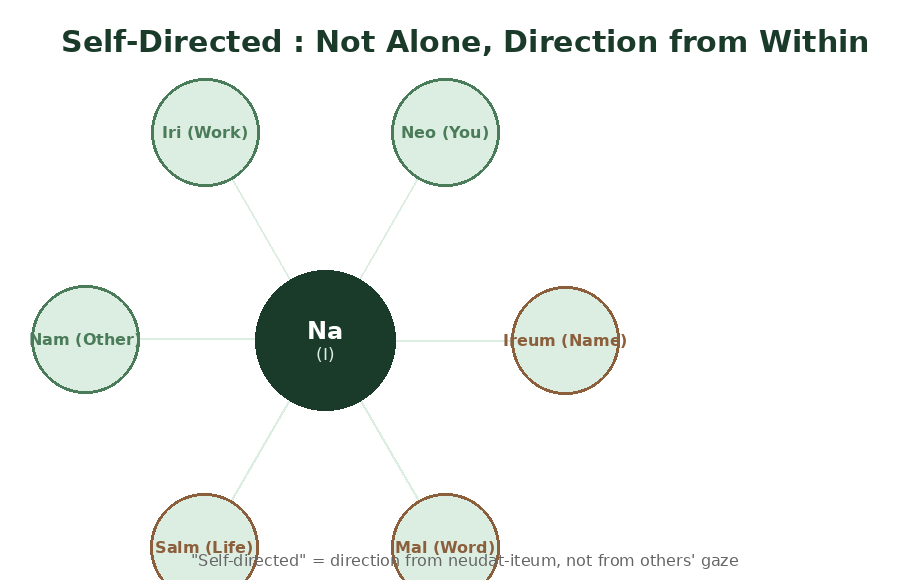 Self-Directed : Not Alone, Direction from Within
Iri (Work)
Neo (You)
Na
(I)
Nam (Other)
Ireum (Name)
Salm (Life)
Mal (Word)
"Self-directed" = direction from neudat-iteum, not from others' gaze